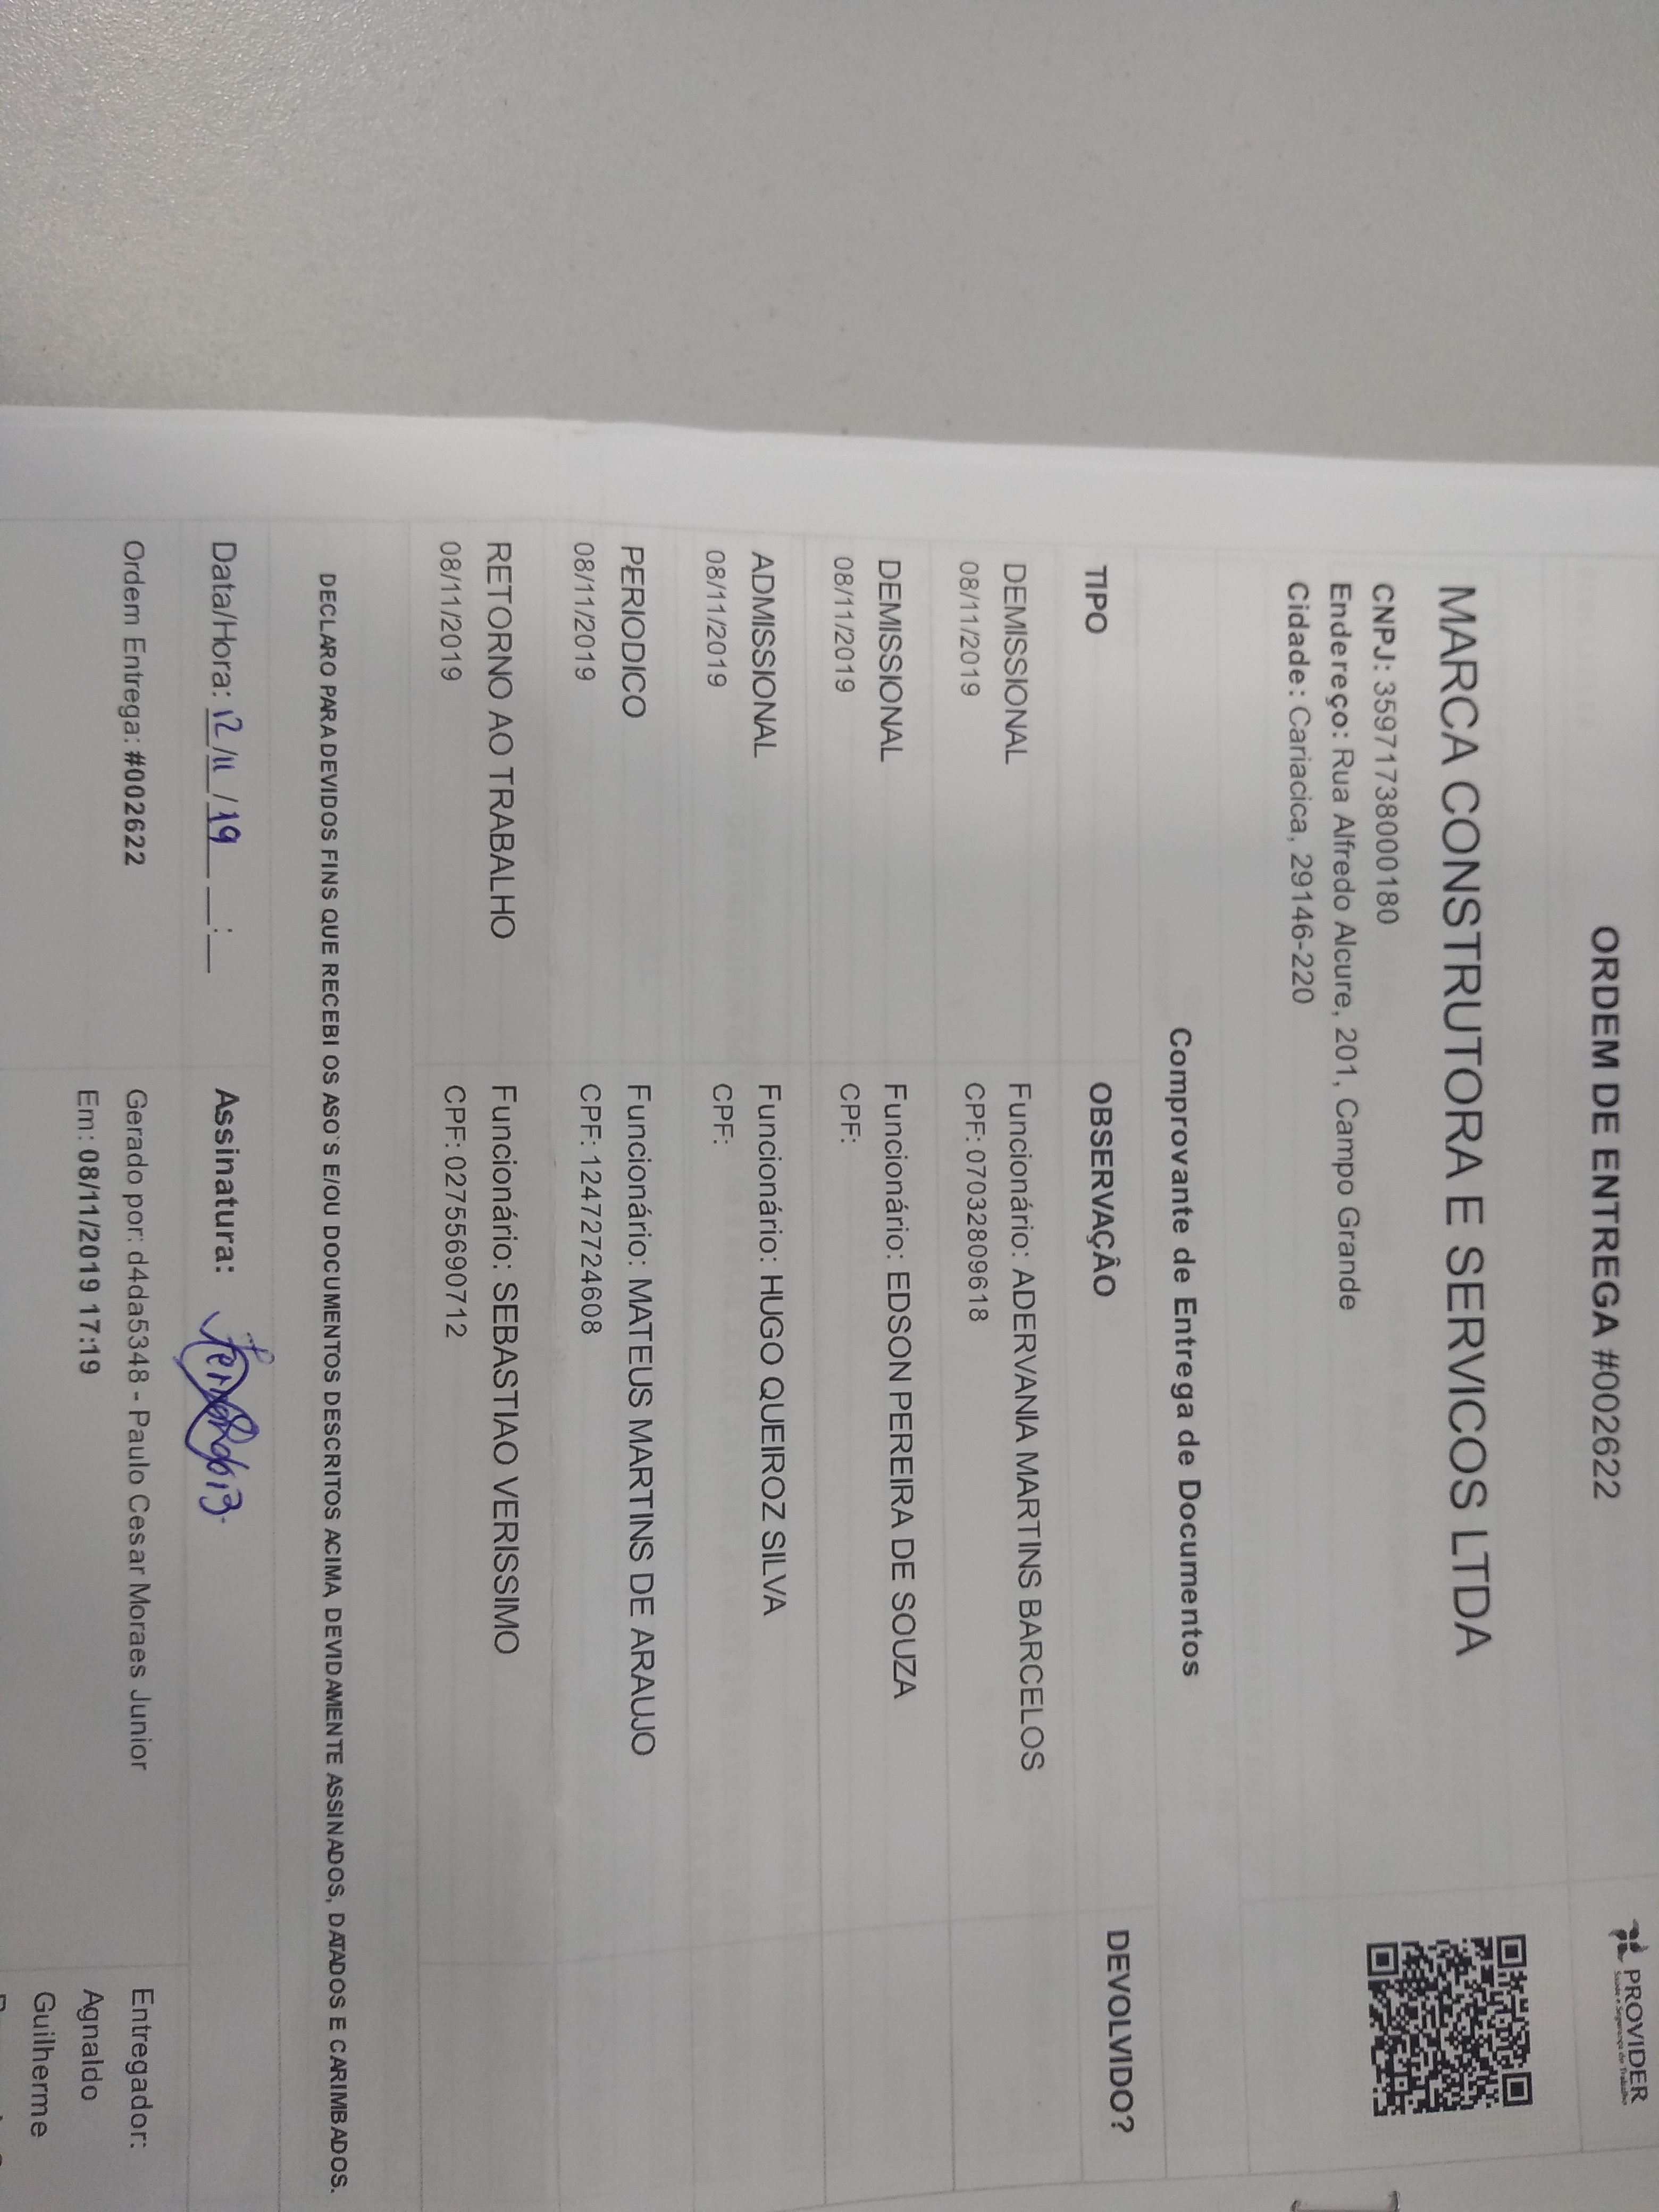 ORDEM DE ENTREGA #002622
PROVIDER
Saúde e Segurança do Trabalho
MARCA CONSTRUTORA E SERVICOS LTDA
CNPJ: 35971738000180
Endereço: Rua Alfredo Alcure, 201, Campo Grande
Cidade: Cariacica, 29146-220
Comprovante de Entrega de Documentos
TIPO OBSERVAÇÂO DEVOLVIDO?
DEMISSIONAL Funcionário: ADERVANIA MARTINS BARCELOS
08/11/2019 CPF: 07032809618
DEMISSIONAL Funcionário: EDSON PEREIRA DE SOUZA
08/11/2019 CPF:
ADMISSIONAL Funcionário: HUGO QUEIROZ SILVA
08/11/2019 CPF:
PERIODICO Funcionário: MATEUS MARTINS DE ARAUJO
08/11/2019 CPF: 12472724608
RETORNO AO TRABALHO Funcionário: SEBASTIAO VERISSIMO
08/11/2019 CPF: 02755690712
DECLARO PARA DEVIDOS FINS QUE RECEBI OS ASO`S E/OU DOCUMENTOS DESCRITOS ACIMA DEVIDAMENTE ASSINADOS, DATADOS E CARIMBADOS.
Data/Hora: 12/11/19 __:__ Assinatura:
Ordem Entrega: #002622 Gerado por: d4da5348 - Paulo Cesar Moraes Junior Entregador:
Em: 08/11/2019 17:19 Agnaldo
Guilherme